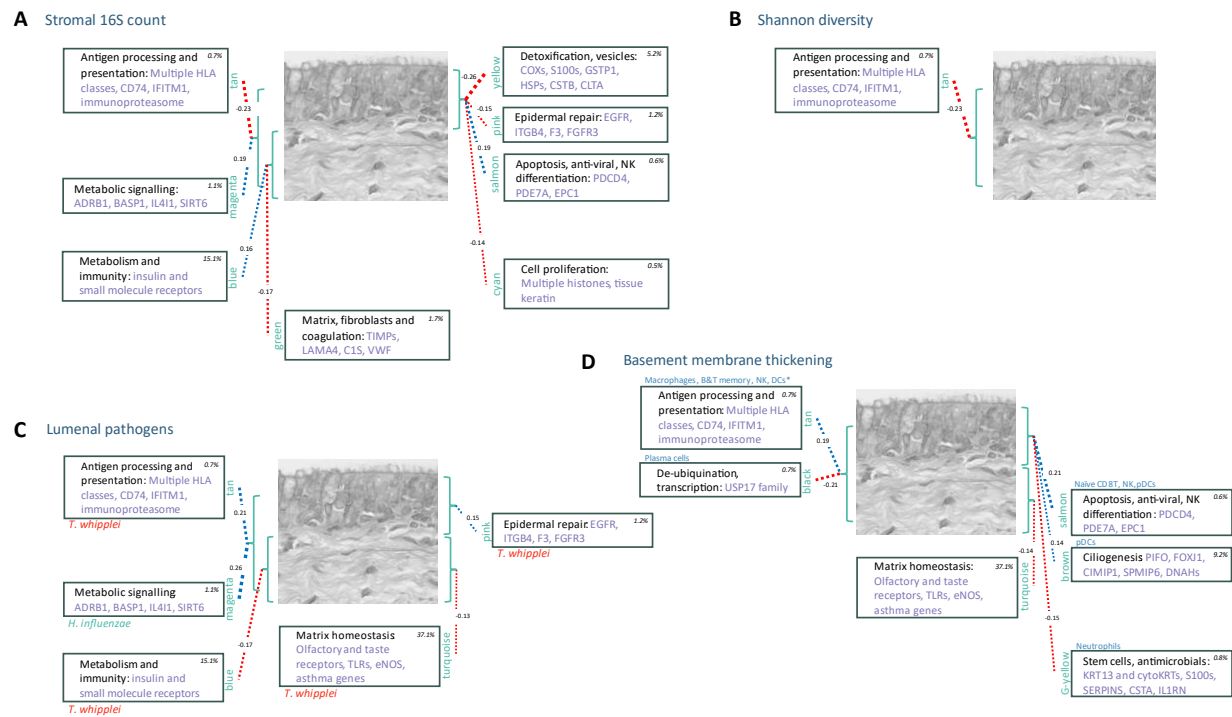 A Stromal 16S count
Antigen processing and 0.7%
presentation: Multiple HLA
classes, CD74, IFITM1,
immunoproteasome
tan
-0.23
0.19
Metabolic signalling: 1.1%
ADRB1, BASP1, IL4I1, SIRT6
magenta
0.16
Metabolism and 15.1%
immunity: insulin and
small molecule receptors
blue
-0.17
Matrix, fibroblasts and 1.7%
coagulation: TIMPs,
LAMA4, C1S, VWF
green
Detoxification, vesicles: 5.2%
COXs, S100s, GSTP1,
HSPs, CSTB, CLTA
yellow
-0.26
-0.15
Epidermal repair: EGFR, 1.2%
ITGB4, F3, FGFR3
pink
0.19
Apoptosis, anti-viral, NK 0.6%
differentiation: PDCD4,
PDE7A, EPC1
salmon
-0.14
Cell proliferation: 0.5%
Multiple histones, tissue
keratin
cyan
B Shannon diversity
Antigen processing and 0.7%
presentation: Multiple HLA
classes, CD74, IFITM1,
immunoproteasome
tan
-0.23
C Lumenal pathogens
Antigen processing and 0.7%
presentation: Multiple HLA
classes, CD74, IFITM1,
immunoproteasome
tan
T. whipplei
0.21
0.26
Metabolic signalling 1.1%
ADRB1, BASP1, IL4I1, SIRT6
magenta
H. influenzae
-0.17
Metabolism and 15.1%
immunity: insulin and
small molecule receptors
blue
T. whipplei
0.15
Epidermal repair: EGFR, 1.2%
ITGB4, F3, FGFR3
pink
T. whipplei
-0.13
Matrix homeostasis 37.1%
Olfactory and taste
receptors, TLRs, eNOS,
asthma genes
turquoise
T. whipplei
D Basement membrane thickening
Macrophages, B&T memory, NK, DCs*
Antigen processing and 0.7%
presentation: Multiple HLA
classes, CD74, IFITM1,
immunoproteasome
tan
0.19
Plasma cells
De-ubiquination, 0.7%
transcription: USP17 family
black
-0.21
0.21
Naïve CD8T, NK,pDCs
Apoptosis, anti-viral, NK 0.6%
differentiation: PDCD4,
PDE7A, EPC1
salmon
0.14
pDCs
Ciliogenesis PIFO, FOXJ1, 9.2%
CIMIP1, SPMIP6, DNAHs
brown
-0.14
Matrix homeostasis: 37.1%
Olfactory and taste
receptors, TLRs, eNOS,
asthma genes
turquoise
-0.15
Neutrophils
Stem cells, antimicrobials: 0.8%
KRT13 and cytoKRTs, S100s,
SERPINS, CSTA, IL1RN
G-yellow